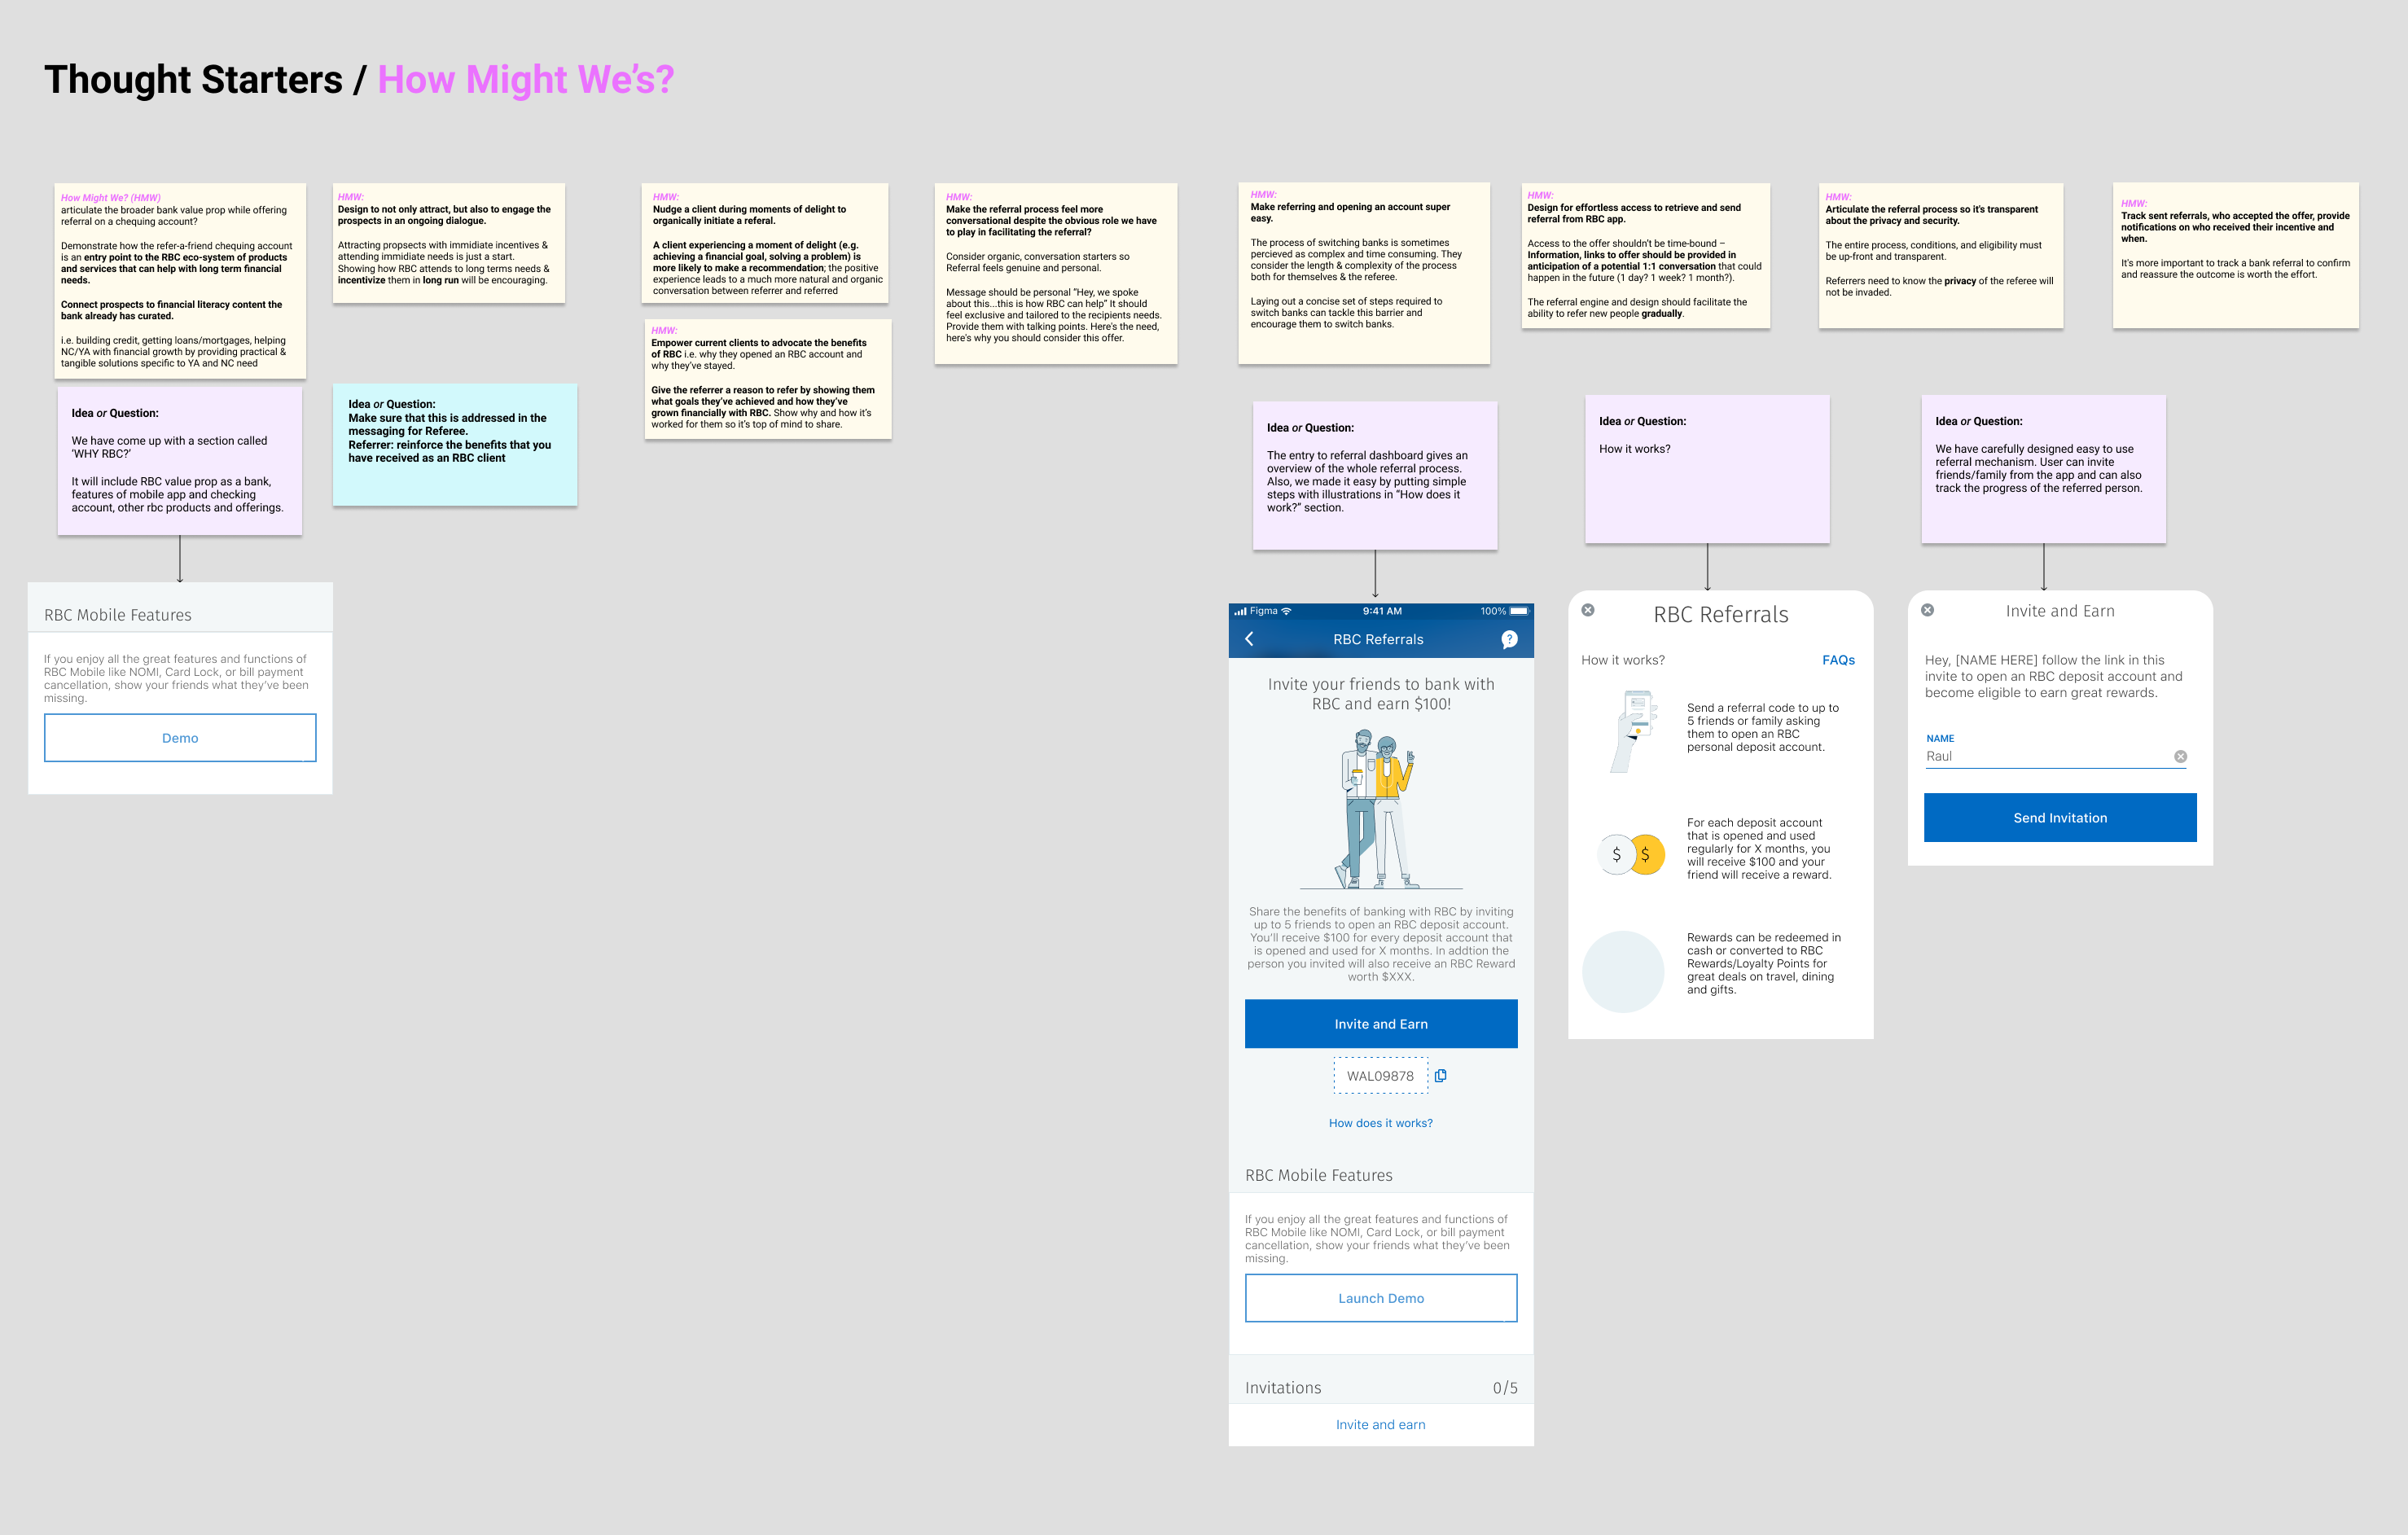 Thought Starters / How Might We’s?
How Might We? (HMW)
articulate the broader bank value prop while offering
referral on a chequing account?
Demonstrate how the refer-a-friend chequing account
is an entry point to the RBC eco-system of products
and services that can help with long term financial
needs.
Connect prospects to financial literacy content the
bank already has curated.
i.e. building credit, getting loans/mortgages, helping
NC/YA with financial growth by providing practical &
tangible solutions specific to YA and NC need
HMW:
Design to not only attract, but also to engage the
prospects in an ongoing dialogue.
Attracting propsects with immidiate incentives &
attending immediate needs is just a start.
Showing how RBC attends to long terms needs &
incentivize them in long run will be encouraging.
HMW:
Nudge a client during moments of delight to
organically initiate a referal.
A client experiencing a moment of delight (e.g.
achieving a financial goal, solving a problem) is
more likely to make a recommendation; the positive
experience leads to a much more natural and organic
conversation between referrer and referred
HMW:
Empower current clients to advocate the benefits
of RBC i.e. why they opened an RBC account and
why they’ve stayed.
Give the referrer a reason to refer by showing them
what goals they’ve achieved and how they’ve
grown financially with RBC. Show why and how it’s
worked for them so it’s top of mind to share.
HMW:
Make the referral process feel more
conversational despite the obvious role we have
to play in facilitating the referral?
Consider organic, conversation starters so
Referral feels genuine and personal.
Message should be personal “Hey, we spoke
about this...this is how RBC can help” It should
feel exclusive and tailored to the recipients needs.
Provide them with talking points. Here's the need,
here's why you should consider this offer.
HMW:
Make referring and opening an account super
easy.
The process of switching banks is sometimes
percieved as complex and time consuming. They
consider the length & complexity of the process
both for themselves & the referee.
Laying out a concise set of steps required to
switch banks can tackle this barrier and
encourage them to switch banks.
HMW:
Design for effortless access to retrieve and send
referral from RBC app.
Access to the offer shouldn’t be time-bound –
Information, links to offer should be provided in
anticipation of a potential 1:1 conversation that could
happen in the future (1 day? 1 week? 1 month?).
The referral engine and design should facilitate the
ability to refer new people gradually.
HMW:
Articulate the referral process so it's transparent
about the privacy and security.
The entire process, conditions, and eligibility must
be up-front and transparent.
Referrers need to know the privacy of the referee will
not be invaded.
HMW:
Track sent referrals, who accepted the offer, provide
notifications on who received their incentive and
when.
It's more important to track a bank referral to confirm
and reassure the outcome is worth the effort.
Idea or Question:
We have come up with a section called
‘WHY RBC?’
It will include RBC value prop as a bank,
features of mobile app and checking
account, other rbc products and offerings.
Idea or Question:
Make sure that this is addressed in the
messaging for Referee.
Referrer: reinforce the benefits that you
have received as an RBC client
Idea or Question:
The entry to referral dashboard gives an
overview of the whole referral process.
Also, we made it easy by putting simple
steps with illustrations in “How does it
work?” section.
Idea or Question:
How it works?
Idea or Question:
We have carefully designed easy to use
referral mechanism. User can invite
friends/family from the app and can also
track the progress of the referred person.
RBC Mobile Features
If you enjoy all the great features and functions of
RBC Mobile like NOMI, Card Lock, or bill payment
cancellation, show your friends what they’ve been
missing.
Demo
Figma 9:41 AM 100%
RBC Referrals ?
Invite your friends to bank with
RBC and earn $100!
Share the benefits of banking with RBC by inviting
up to 5 friends to open an RBC deposit account.
You’ll receive $100 for every deposit account that
is opened and used for X months. In addtion the
person you invited will also receive an RBC Reward
worth $XXX.
Invite and Earn
WAL09878
How does it works?
RBC Mobile Features
If you enjoy all the great features and functions of
RBC Mobile like NOMI, Card Lock, or bill payment
cancellation, show your friends what they’ve been
missing.
Launch Demo
Invitations 0/5
Invite and earn
RBC Referrals
How it works? FAQs
Send a referral code to up to
5 friends or family asking
them to open an RBC
personal deposit account.
$ $
For each deposit account
that is opened and used
regularly for X months, you
will receive $100 and your
friend will receive a reward.
Rewards can be redeemed in
cash or converted to RBC
Rewards/Loyalty Points for
great deals on travel, dining
and gifts.
Invite and Earn
Hey, [NAME HERE] follow the link in this
invite to open an RBC deposit account and
become eligible to earn great rewards.
NAME
Raul
Send Invitation